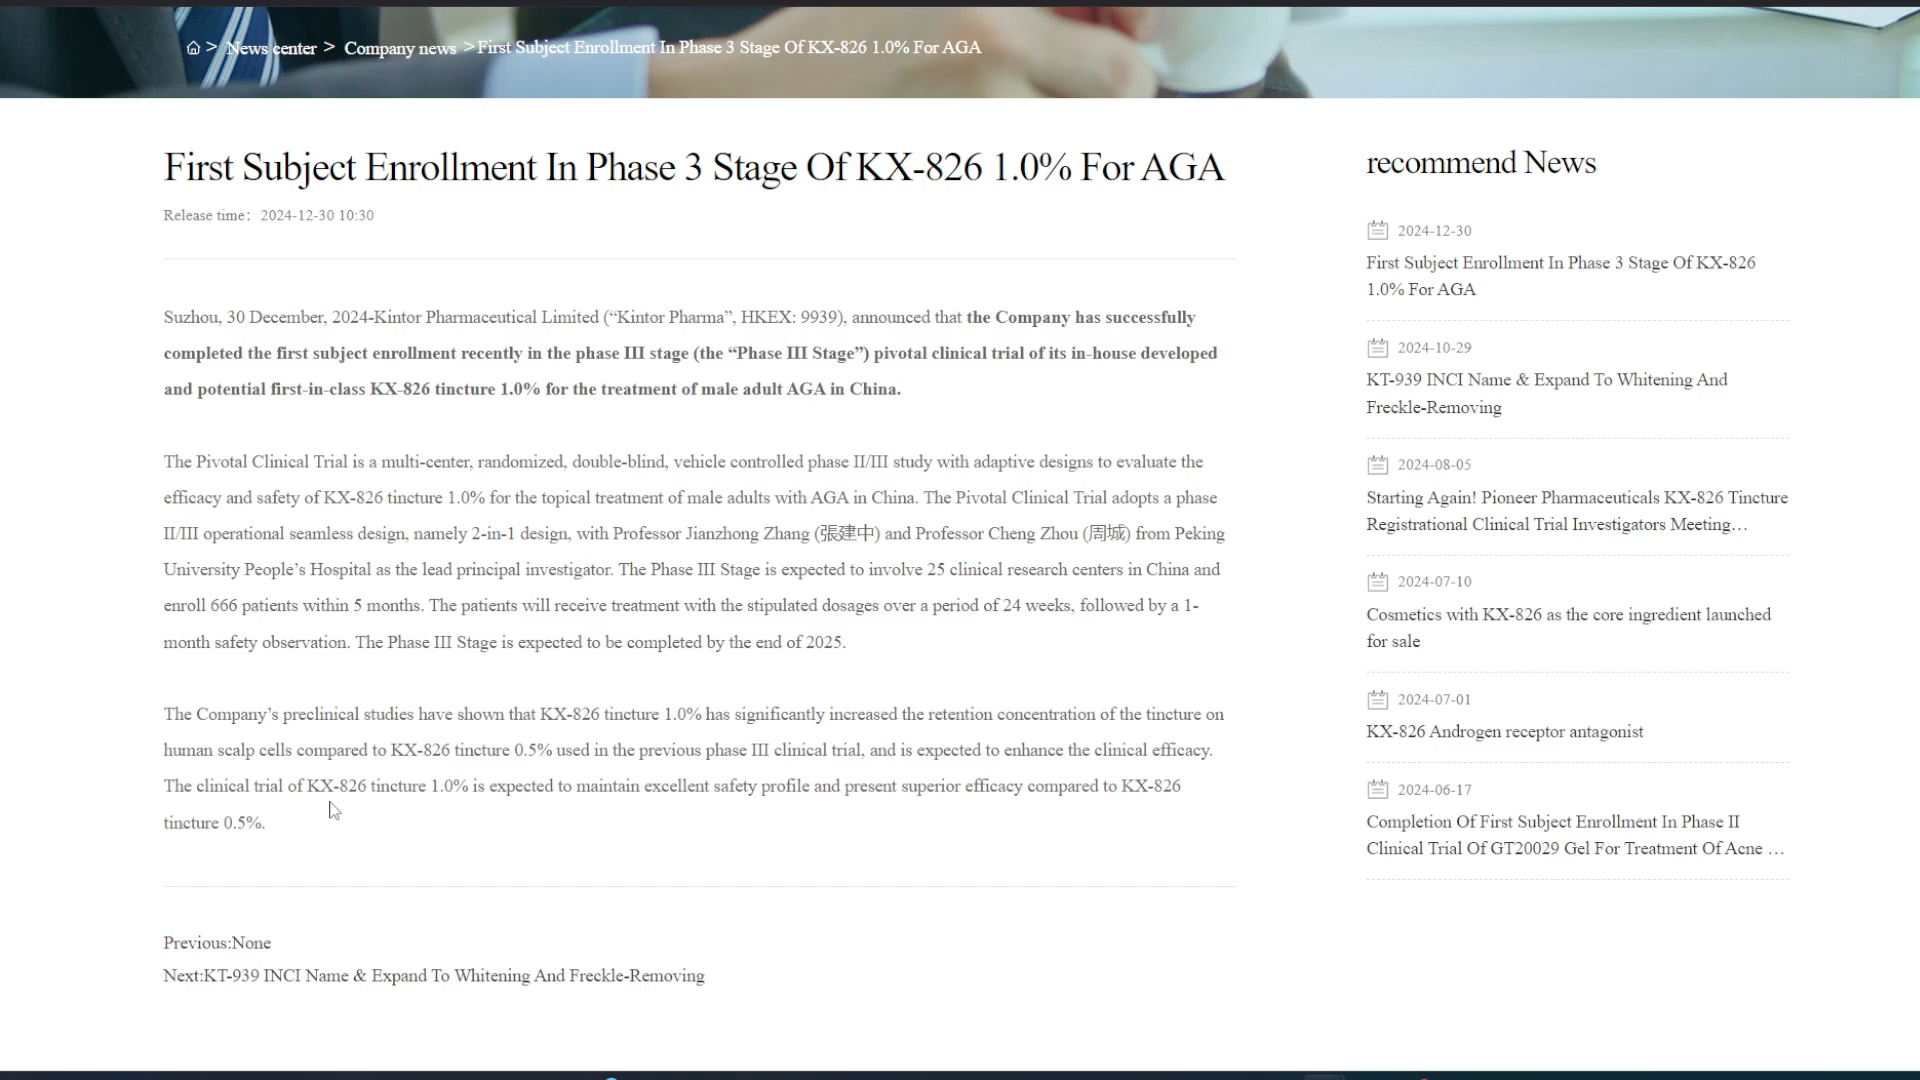 > News center > Company news >First Subject Enrollment In Phase 3 Stage Of KX-826 1.0% For AGA
First Subject Enrollment In Phase 3 Stage Of KX-826 1.0% For AGA
Release time：2024-12-30 10:30
Suzhou, 30 December, 2024-Kintor Pharmaceutical Limited (“Kintor Pharma”, HKEX: 9939), announced that the Company has successfully
completed the first subject enrollment recently in the phase III stage (the “Phase III Stage”) pivotal clinical trial of its in-house developed
and potential first-in-class KX-826 tincture 1.0% for the treatment of male adult AGA in China.
The Pivotal Clinical Trial is a multi-center, randomized, double-blind, vehicle controlled phase II/III study with adaptive designs to evaluate the
efficacy and safety of KX-826 tincture 1.0% for the topical treatment of male adults with AGA in China. The Pivotal Clinical Trial adopts a phase
II/III operational seamless design, namely 2-in-1 design, with Professor Jianzhong Zhang (張建中) and Professor Cheng Zhou (周城) from Peking
University People’s Hospital as the lead principal investigator. The Phase III Stage is expected to involve 25 clinical research centers in China and
enroll 666 patients within 5 months. The patients will receive treatment with the stipulated dosages over a period of 24 weeks, followed by a 1-
month safety observation. The Phase III Stage is expected to be completed by the end of 2025.
The Company’s preclinical studies have shown that KX-826 tincture 1.0% has significantly increased the retention concentration of the tincture on
human scalp cells compared to KX-826 tincture 0.5% used in the previous phase III clinical trial, and is expected to enhance the clinical efficacy.
The clinical trial of KX-826 tincture 1.0% is expected to maintain excellent safety profile and present superior efficacy compared to KX-826
tincture 0.5%.
Previous:None
Next:KT-939 INCI Name & Expand To Whitening And Freckle-Removing
recommend News
2024-12-30
First Subject Enrollment In Phase 3 Stage Of KX-826
1.0% For AGA
2024-10-29
KT-939 INCI Name & Expand To Whitening And
Freckle-Removing
2024-08-05
Starting Again! Pioneer Pharmaceuticals KX-826 Tincture
Registrational Clinical Trial Investigators Meeting…
2024-07-10
Cosmetics with KX-826 as the core ingredient launched
for sale
2024-07-01
KX-826 Androgen receptor antagonist
2024-06-17
Completion Of First Subject Enrollment In Phase II
Clinical Trial Of GT20029 Gel For Treatment Of Acne …